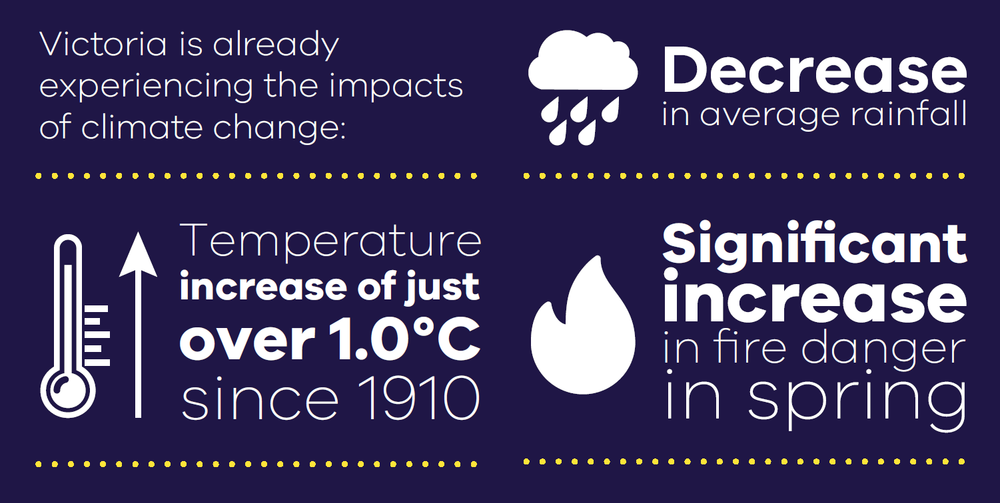 Victoria is already
experiencing the impacts
of climate change:
Decrease
in average rainfall
Temperature
increase of just
over 1.0°C
since 1910
Significant
increase
in fire danger
in spring